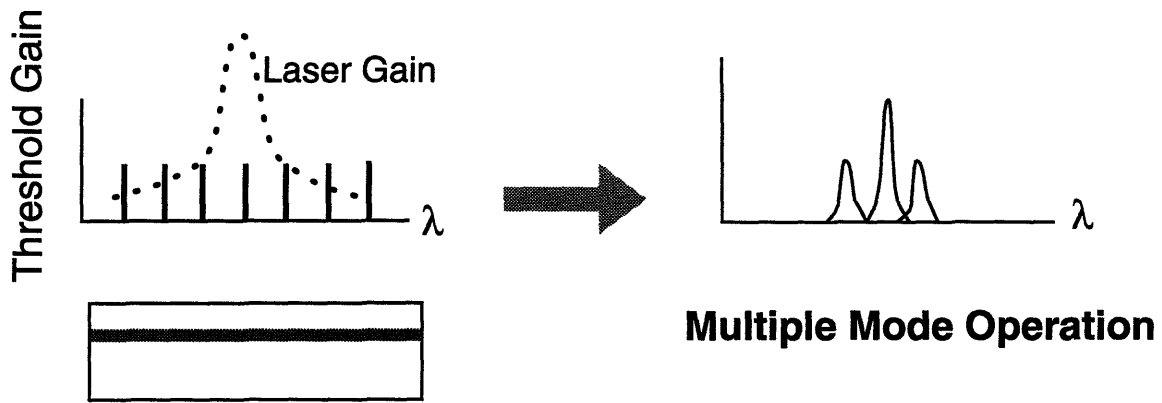 Threshold Gain
Laser Gain
λ
λ
Multiple Mode Operation